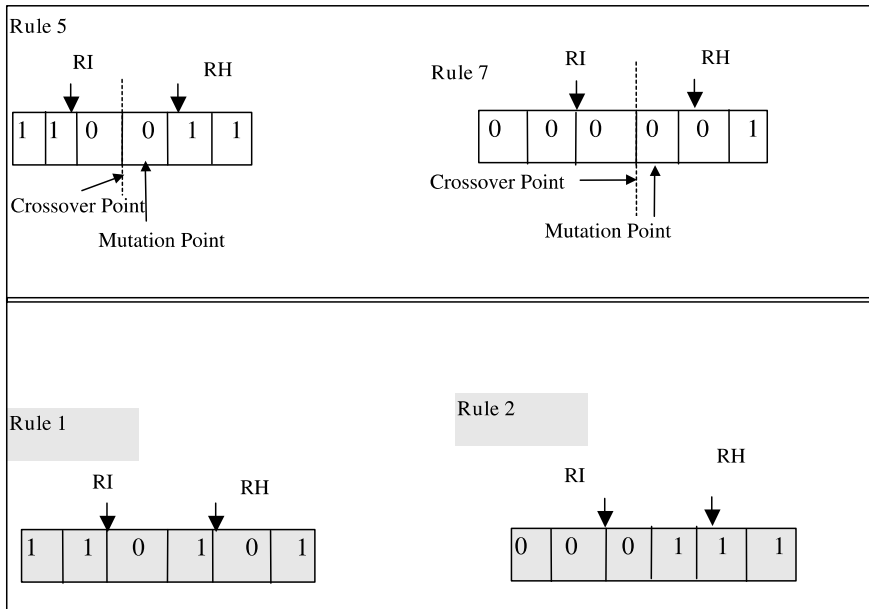 Rule 5
RI
RH
1 1 0 0 1 1
Crossover Point
Mutation Point
Rule 7
RI
RH
0 0 0 0 0 1
Crossover Point
Mutation Point
Rule 1
RI
RH
1 1 0 1 0 1
Rule 2
RI
RH
0 0 0 1 1 1